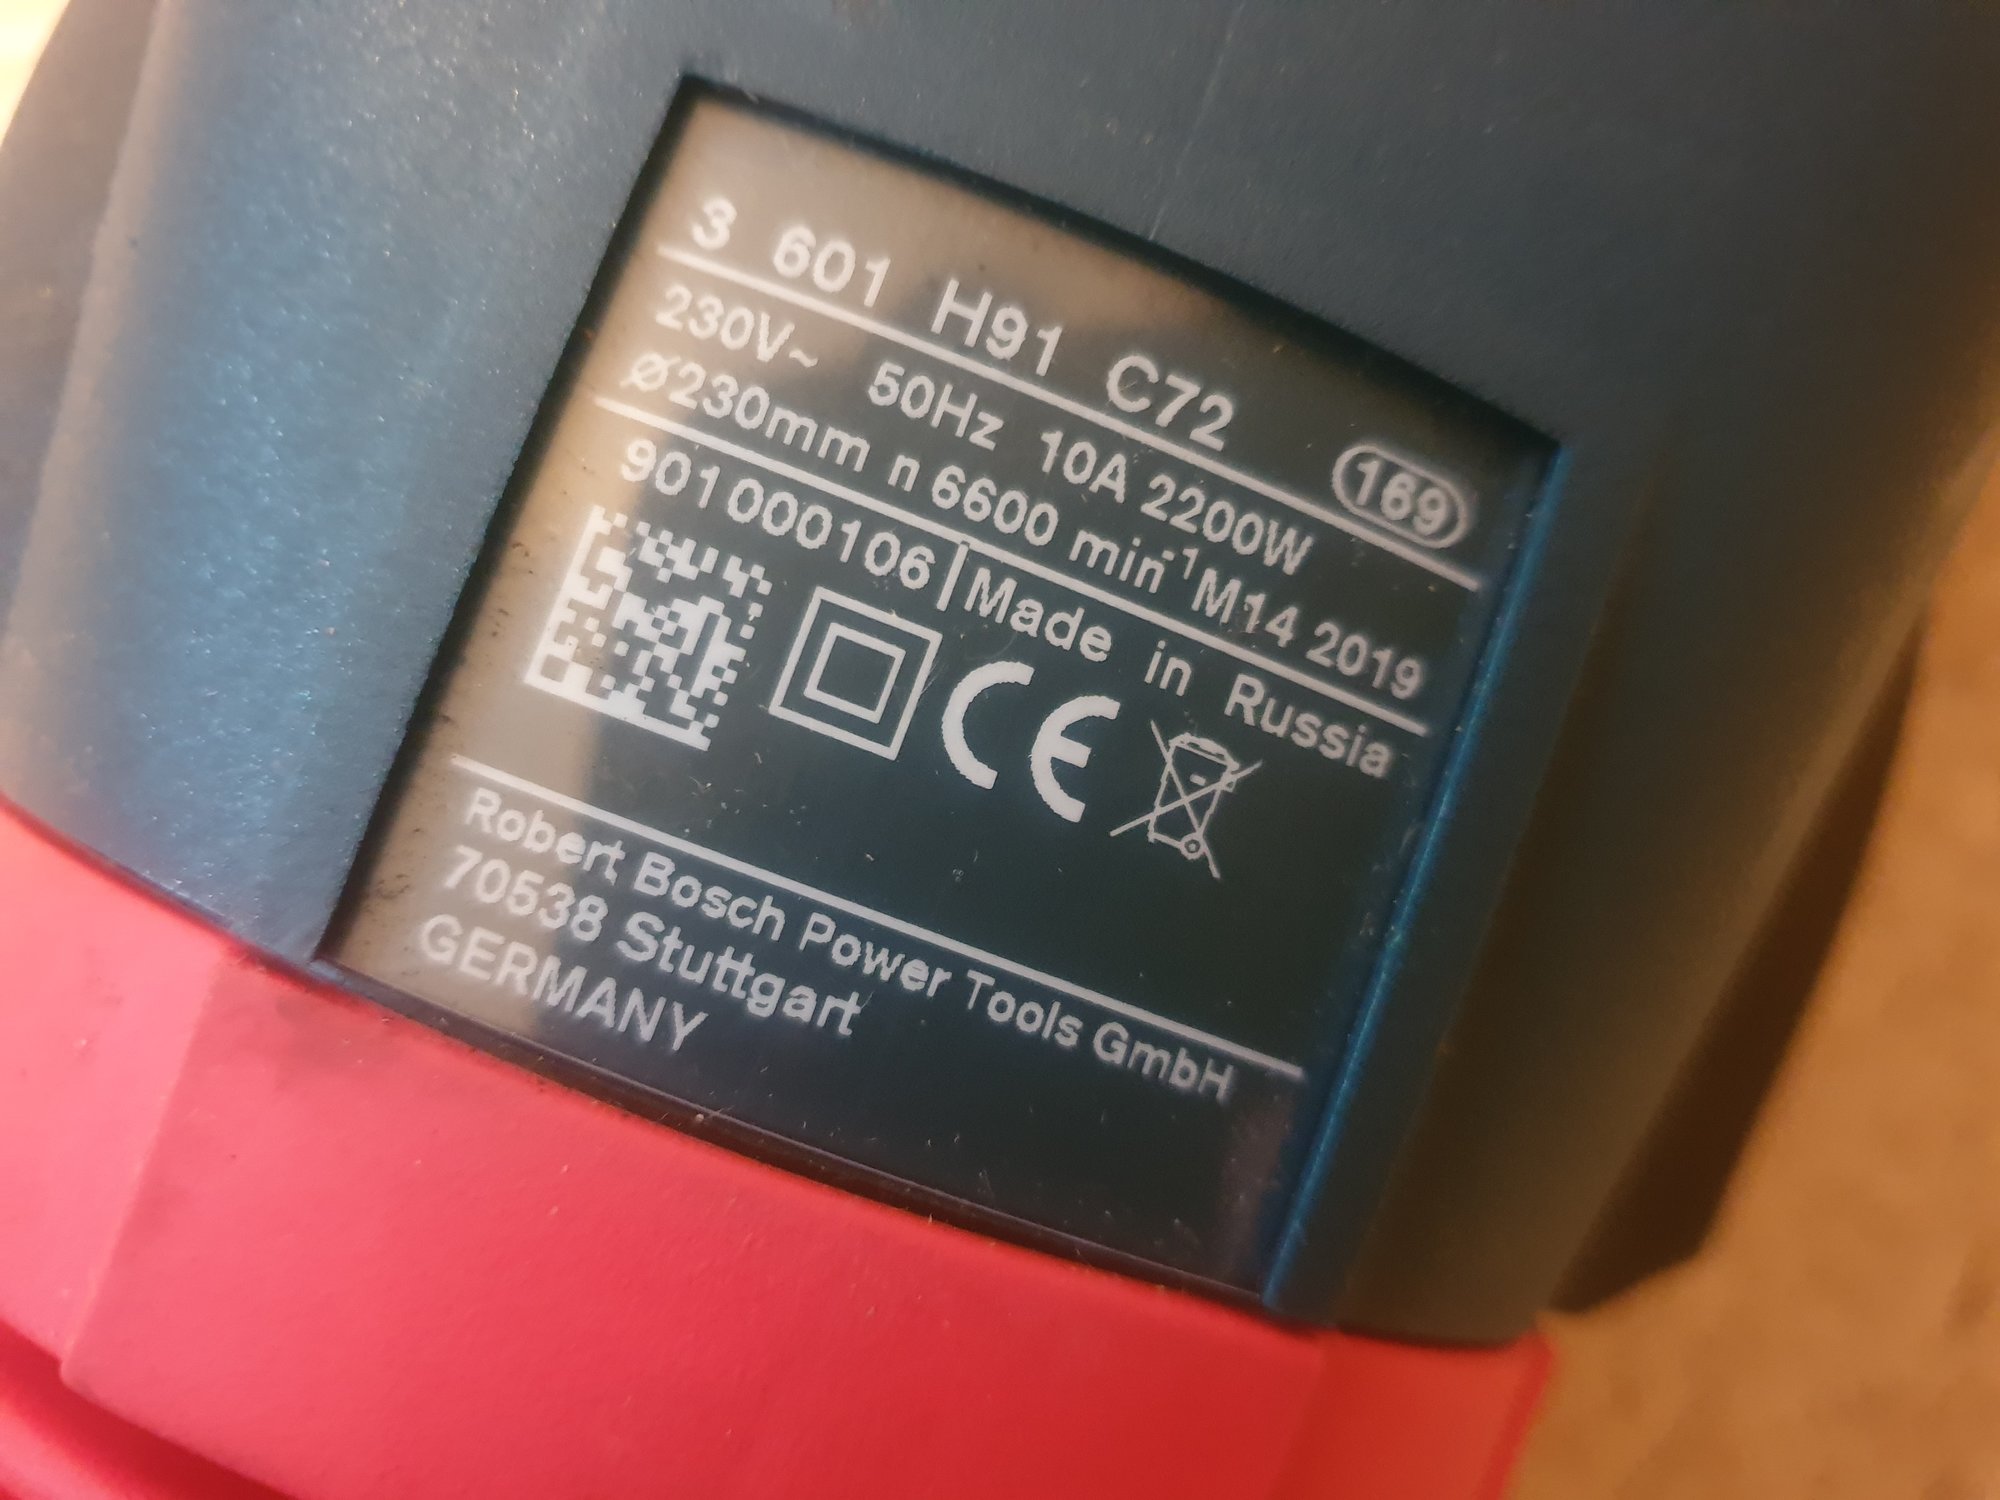 3 601 H91 C72 169
230V~ 50Hz 10A 2200W
Ø230mm n 6600 min⁻¹ M14 2019
901000106 Made in Russia
CE
Robert Bosch Power Tools GmbH
70538 Stuttgart
GERMANY